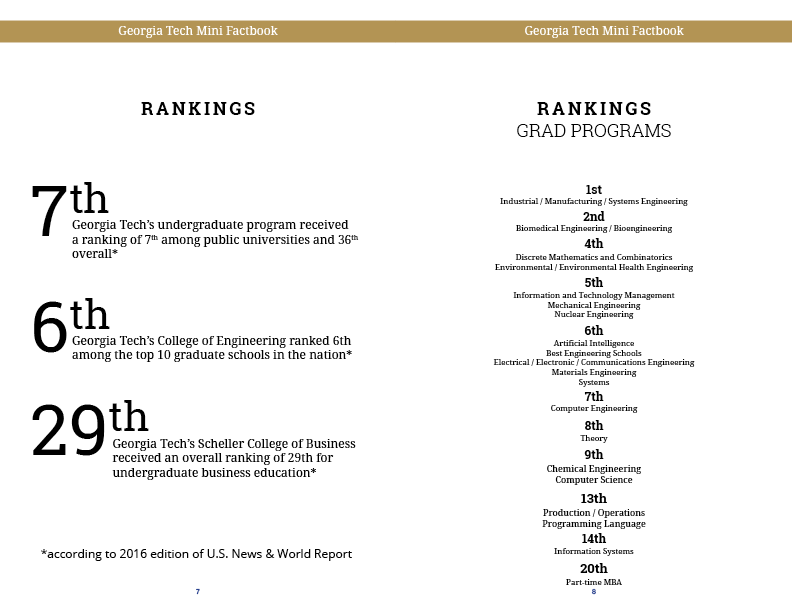 Georgia Tech Mini Factbook
RANKINGS
7th
Georgia Tech’s undergraduate program received
a ranking of 7th among public universities and 36th
overall*
6th
Georgia Tech’s College of Engineering ranked 6th
among the top 10 graduate schools in the nation*
29th
Georgia Tech’s Scheller College of Business
received an overall ranking of 29th for
undergraduate business education*
*according to 2016 edition of U.S. News & World Report
7
Georgia Tech Mini Factbook
RANKINGS
GRAD PROGRAMS
1st
Industrial / Manufacturing / Systems Engineering
2nd
Biomedical Engineering / Bioengineering
4th
Discrete Mathematics and Combinatorics
Environmental / Environmental Health Engineering
5th
Information and Technology Management
Mechanical Engineering
Nuclear Engineering
6th
Artificial Intelligence
Best Engineering Schools
Electrical / Electronic / Communications Engineering
Materials Engineering
Systems
7th
Computer Engineering
8th
Theory
9th
Chemical Engineering
Computer Science
13th
Production / Operations
Programming Language
14th
Information Systems
20th
Part-time MBA
8